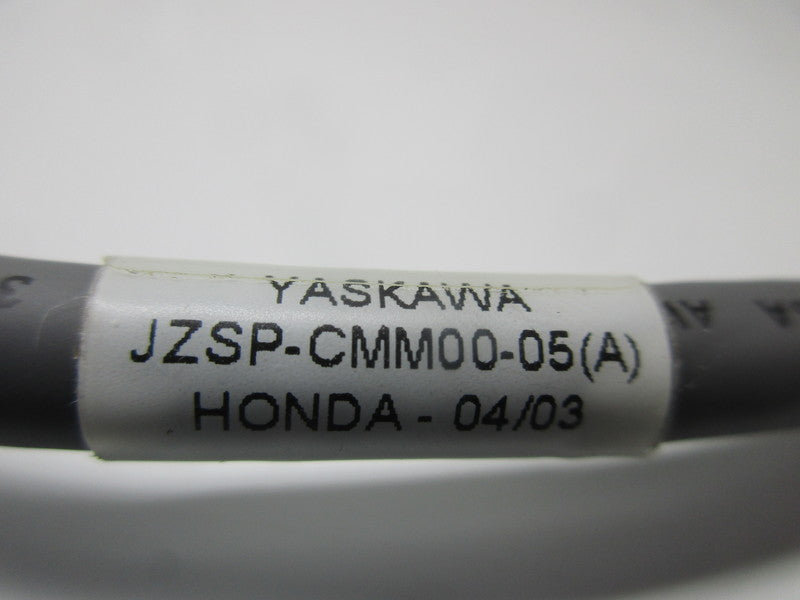 YASKAWA
JZSP-CMM00-05(A)
HONDA - 04/03